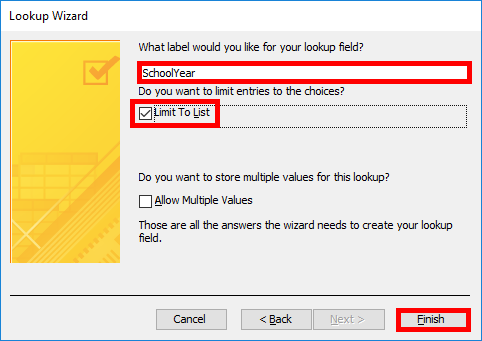 Lookup Wizard
What label would you like for your lookup field?
SchoolYear
Do you want to limit entries to the choices?
Limit To List
Do you want to store multiple values for this lookup?
Allow Multiple Values
Those are all the answers the wizard needs to create your lookup
field.
Cancel < Back Next > Finish